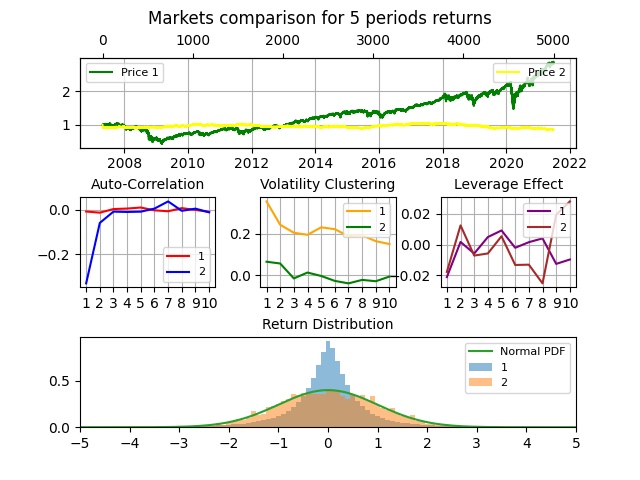 Markets comparison for 5 periods returns
0 1000 2000 3000 4000 5000
Price 1
Price 2
2
1
2008 2010 2012 2014 2016 2018 2020 2022
Auto-Correlation
Volatility Clustering
Leverage Effect
0.0
−0.2
1
2
1 2 3 4 5 6 7 8 9 10
0.2
0.0
1
2
1 2 3 4 5 6 7 8 9 10
0.02
0.00
−0.02
1
2
1 2 3 4 5 6 7 8 9 10
Return Distribution
0.5
0.0
Normal PDF
1
2
−5 −4 −3 −2 −1 0 1 2 3 4 5